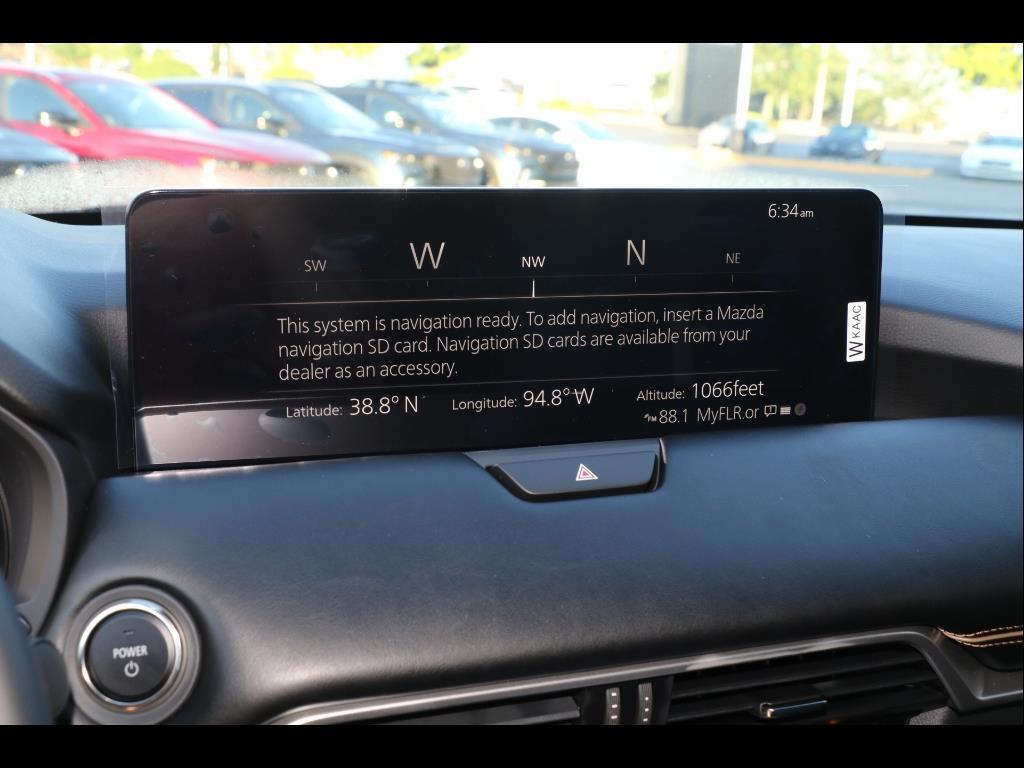 6:34am
SW W NW N NE
This system is navigation ready. To add navigation, insert a Mazda
navigation SD card. Navigation SD cards are available from your
dealer as an accessory.
Latitude: 38.8° N Longitude: 94.8° W Altitude: 1066feet
FM 88.1 MyFLR.or
WKAAC
POWER